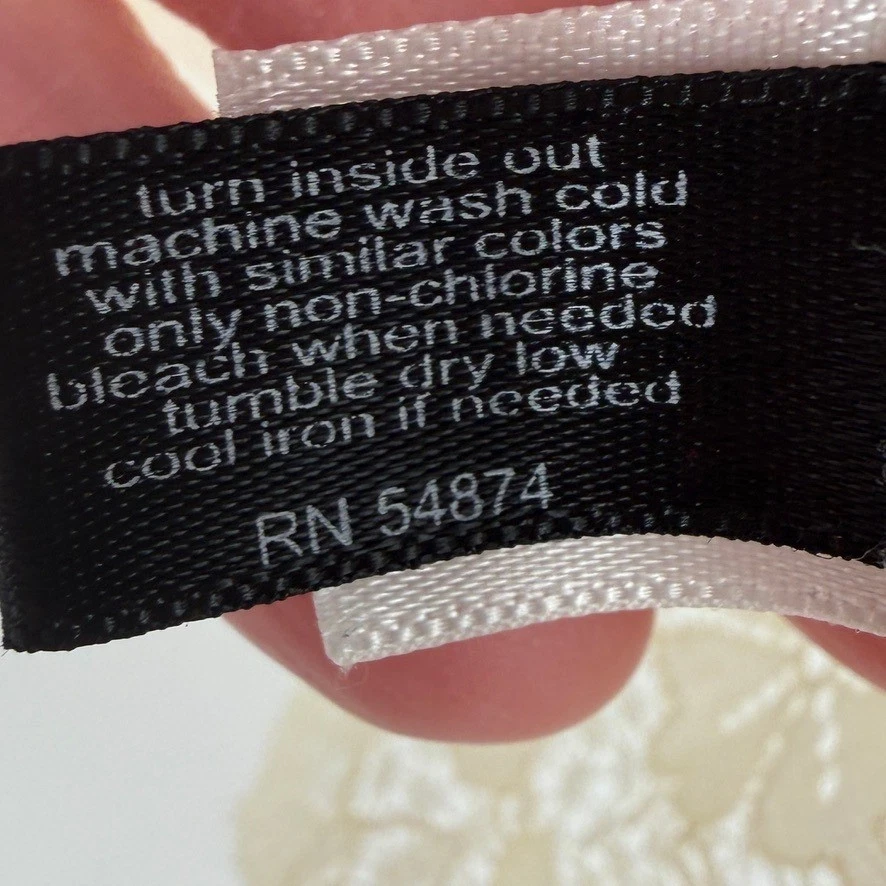 turn inside out
machine wash cold
with similar colors
only non-chlorine
bleach when needed
tumble dry low
cool iron if needed
RN 54874